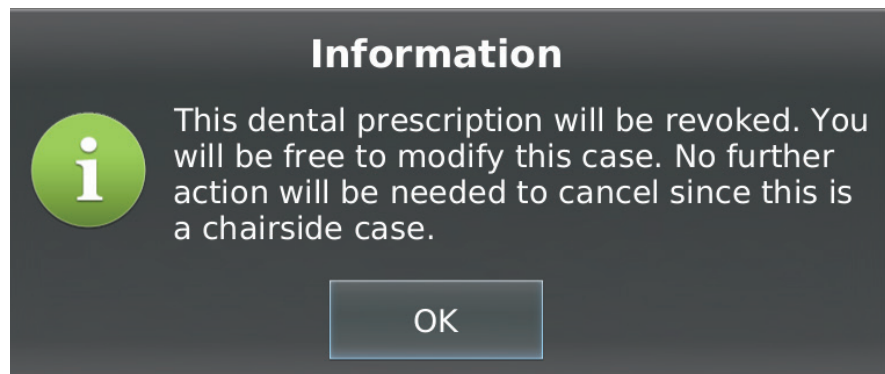 Information
This dental prescription will be revoked. You
will be free to modify this case. No further
action will be needed to cancel since this is
a chairside case.
OK